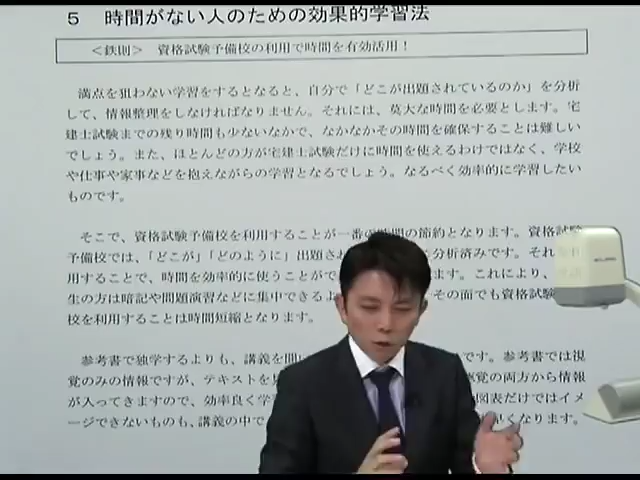 5 時間がない人のための効果的学習法
＜鉄則＞ 資格試験予備校の利用で時間を有効活用！
満点を狙わない学習をするとなると、自分で「どこが出題されているのか」を分析
して、情報整理をしなければなりません。それには、莫大な時間を必要とします。宅
建士試験までの残り時間も少ないなかで、なかなかその時間を確保することは難しい
でしょう。また、ほとんどの方が宅建士試験だけに時間を使えるわけではなく、学校
や仕事や家事などを抱えながらの学習となるでしょう。なるべく効率的に学習したい
ものです。
そこで、資格試験予備校を利用することが一番の時間の節約となります。資格試験
予備校では、「どこが」「どのように」出題さ 分析済みです。それ
用することで、時間を効率的に使うことがで ます。これにより、
生の方は暗記や問題演習などに集中できる その面でも資格試験
校を利用することは時間短縮となります。
参考書で独学するよりも、講義を聞い です。参考書では視
覚のみの情報ですが、テキストを見 覚の両方から情報
が入ってきますので、効率良く学 図表だけではイメ
ージできないものも、講義の中で 早くなります。